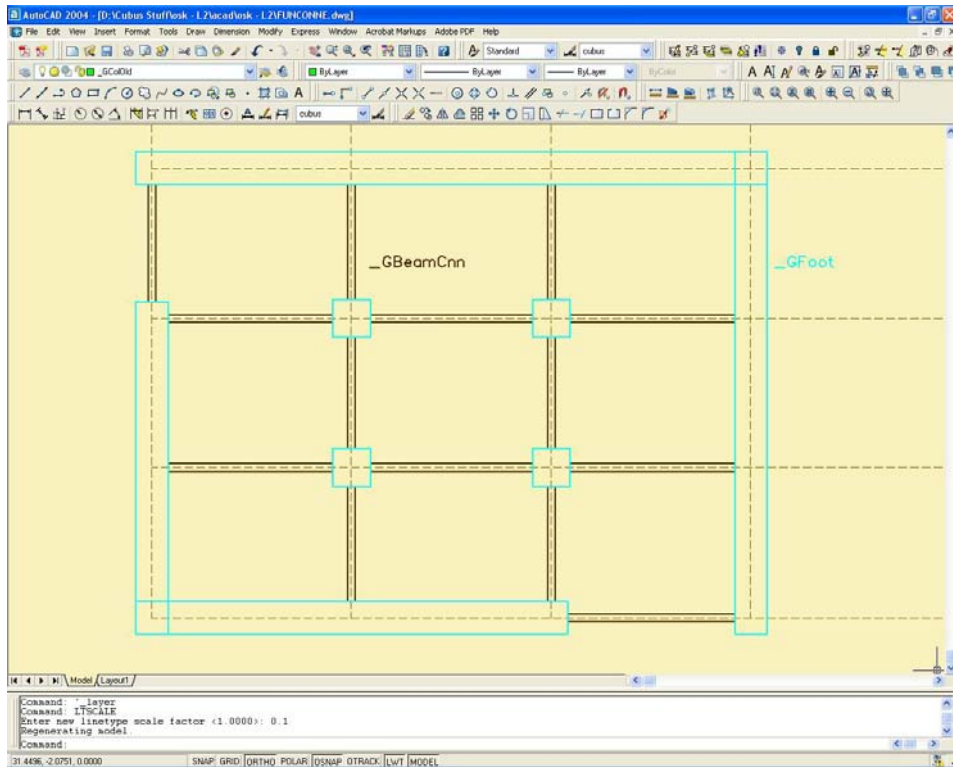 AutoCAD 2004 - [D:\Cubus Stuff\osk - L2\acad\osk - L2\FUNCONNE.dwg]
File Edit View Insert Format Tools Draw Dimension Modify Express Window Acrobat Markups Adobe PDF Help
Standard cubus
_GColOld ByLayer ByLayer ByLayer ByColor
cubus
_GBeamCnn _GFoot
Model Layout1
Command: '_layer
Command: LTSCALE
Enter new linetype scale factor <1.0000>: 0.1
Regenerating model.
Command:
31.4496, -2.0751, 0.0000 SNAP GRID ORTHO POLAR OSNAP OTRACK LWT MODEL